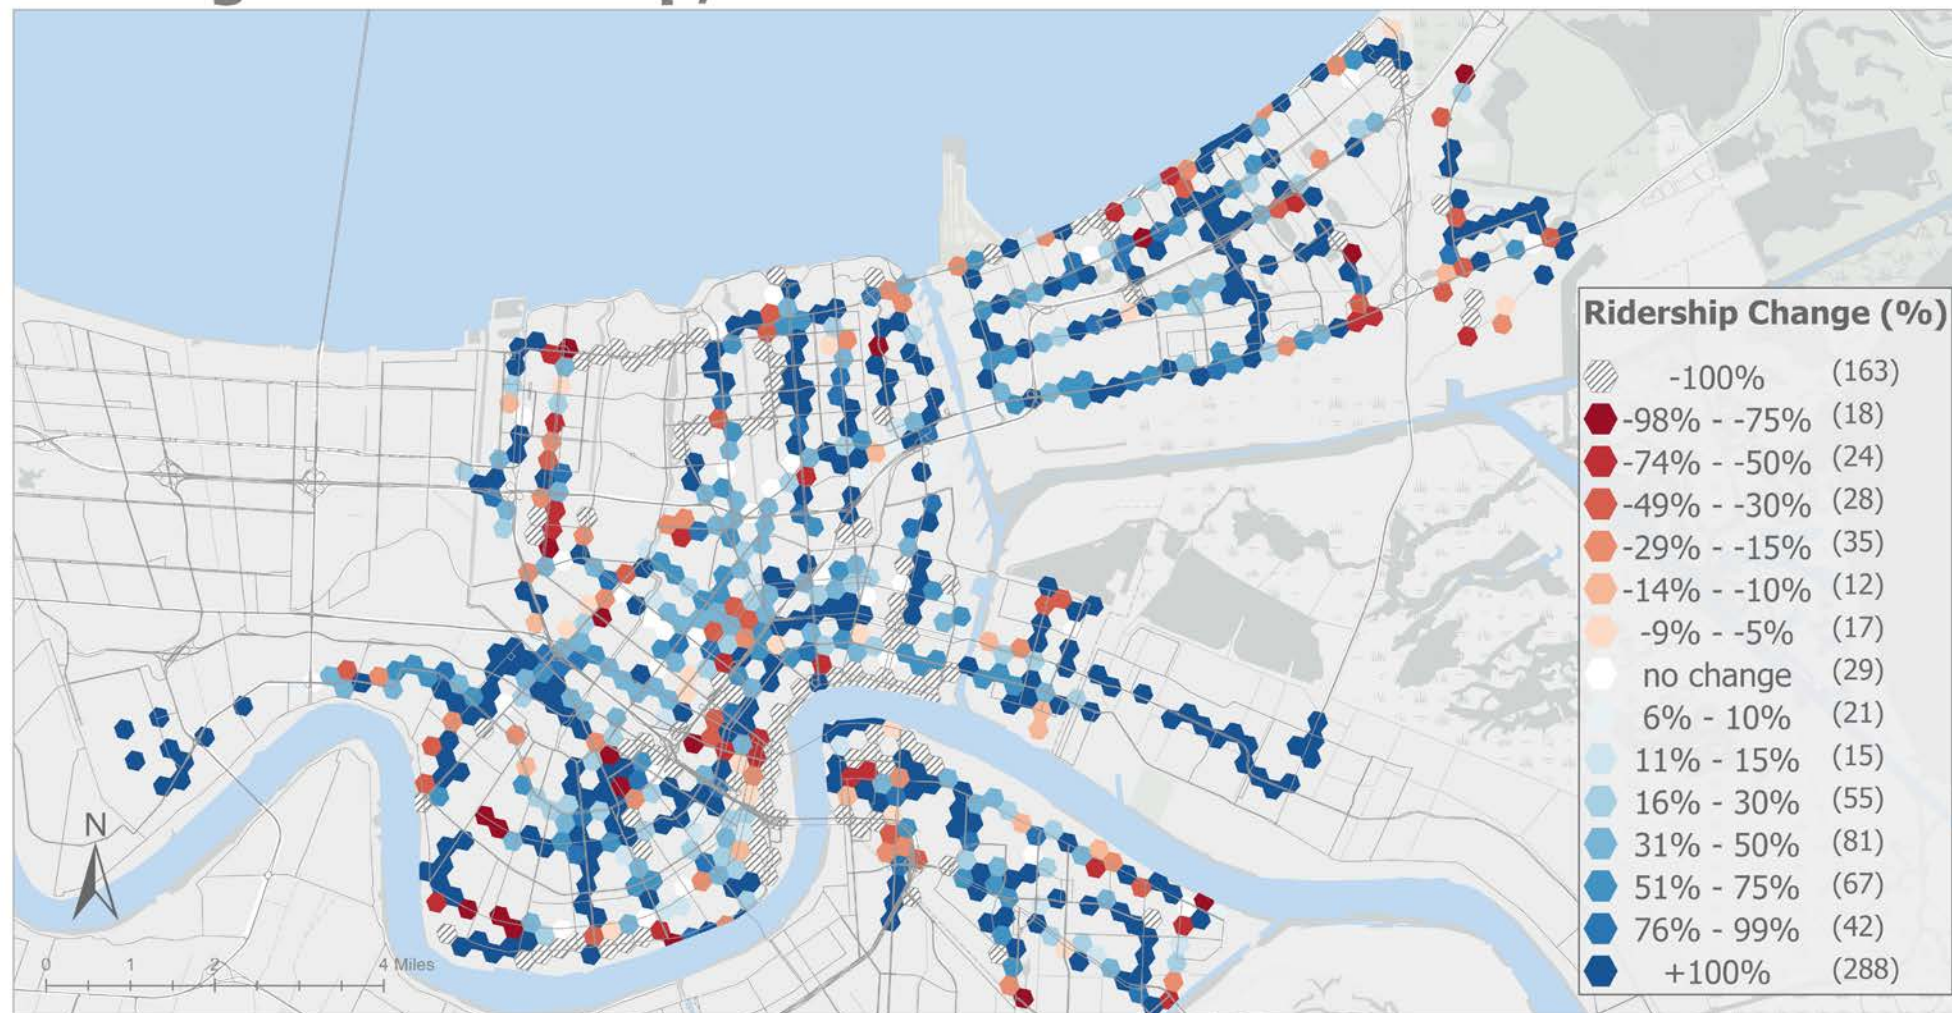 Ridership Change (%)
-100% (163)
-98% - -75% (18)
-74% - -50% (24)
-49% - -30% (28)
-29% - -15% (35)
-14% - -10% (12)
-9% - -5% (17)
no change (29)
6% - 10% (21)
11% - 15% (15)
16% - 30% (55)
31% - 50% (81)
51% - 75% (67)
76% - 99% (42)
+100% (288)
N
0 1 2 4 Miles